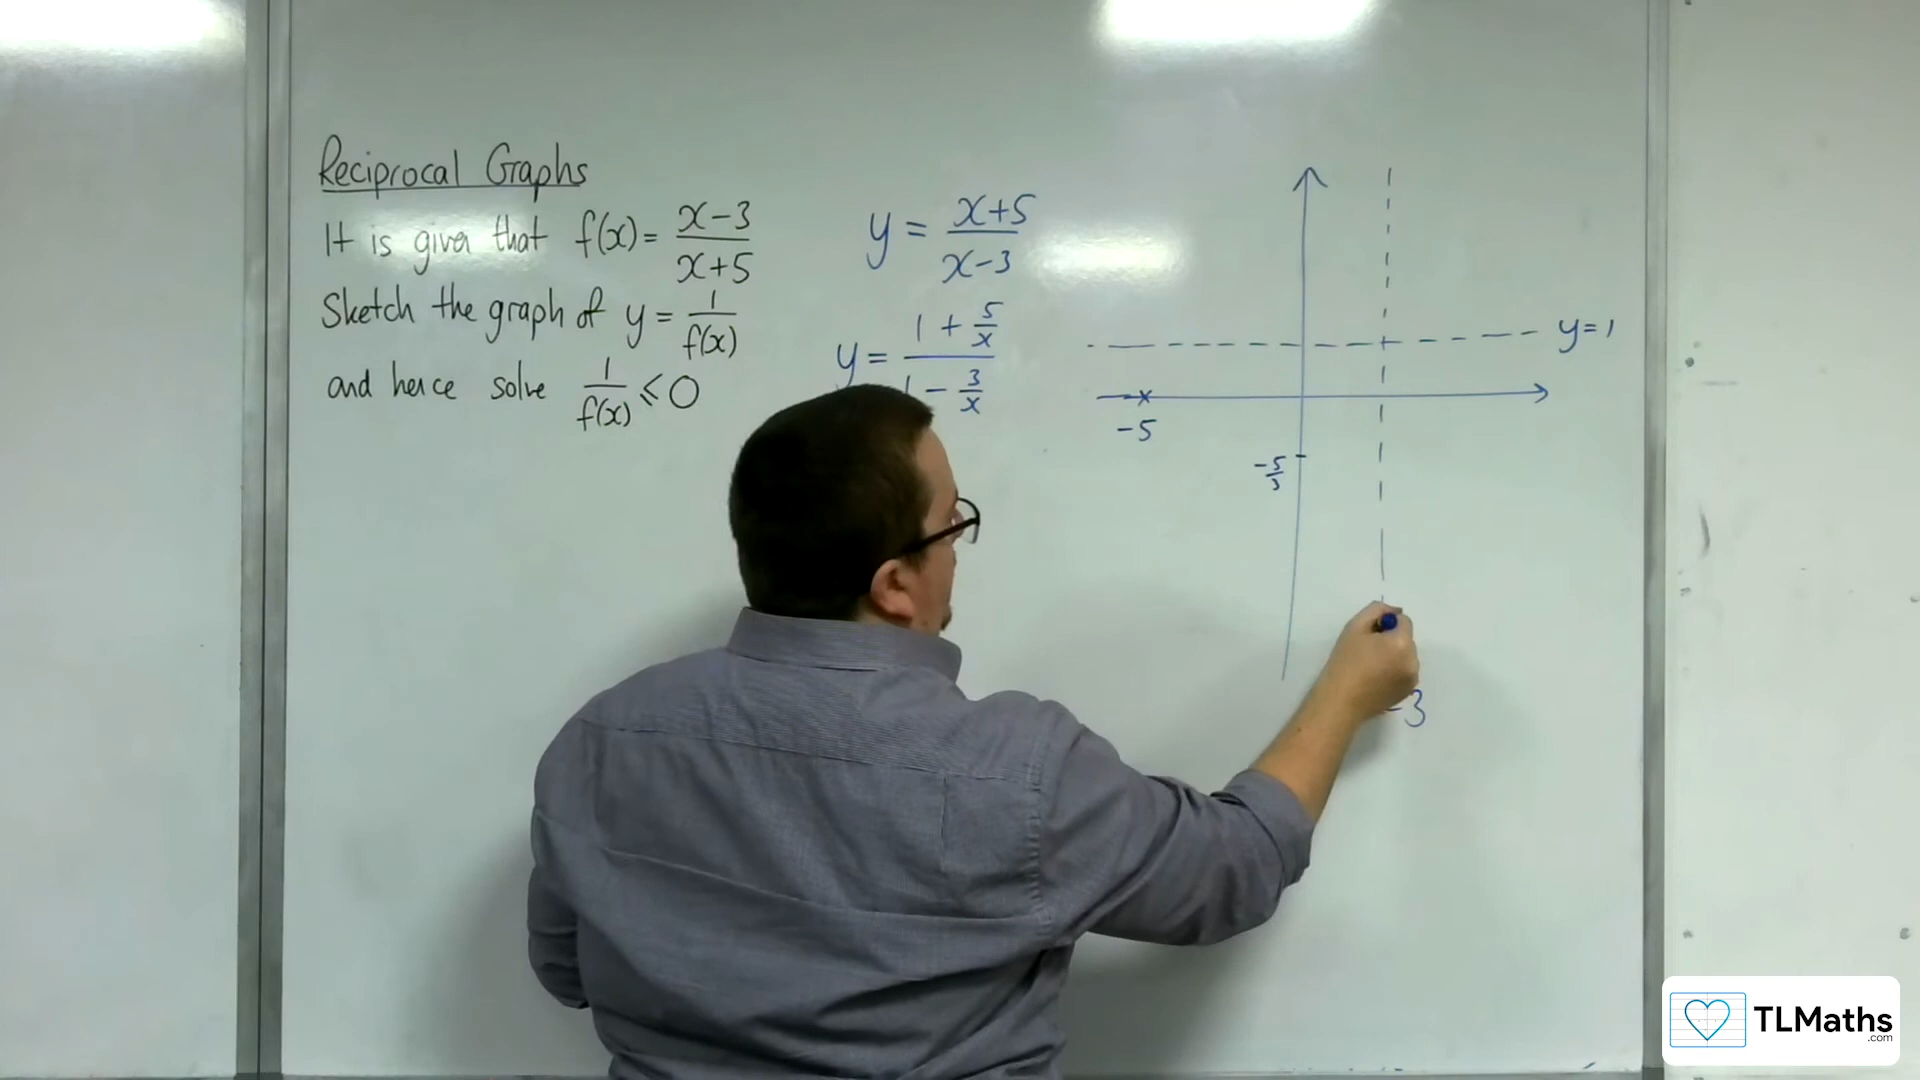 Reciprocal Graphs
It is given that f(x) = x-3/x+5
Sketch the graph of y = 1/f(x)
and hence solve 1/f(x) ≤ 0
y = x+5/x-3
y = 1 + 5/x / 1 - 3/x
y=1
-5
-5/3
3
TLMaths
.com